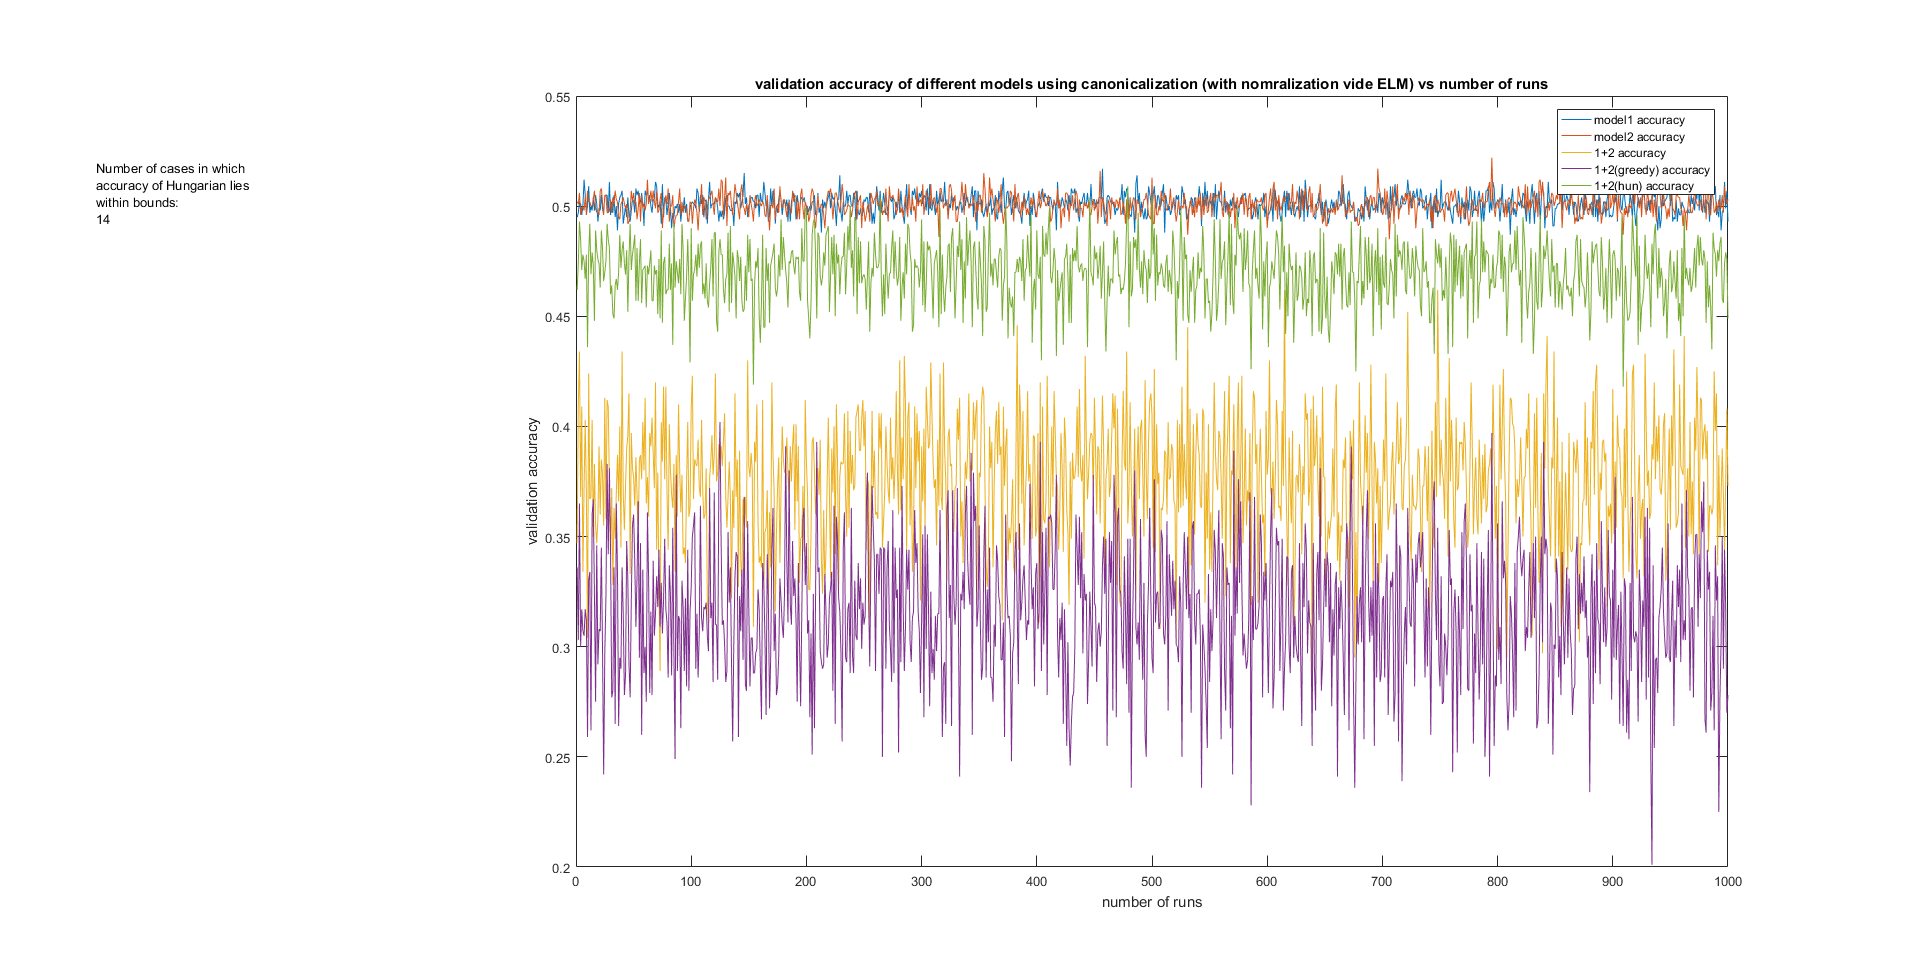 validation accuracy of different models using canonicalization (with nomralization vide ELM) vs number of runs
Number of cases in which
accuracy of Hungarian lies
within bounds:
14
model1 accuracy
model2 accuracy
1+2 accuracy
1+2(greedy) accuracy
1+2(hun) accuracy
validation accuracy
0.55
0.5
0.45
0.4
0.35
0.3
0.25
0.2
0 100 200 300 400 500 600 700 800 900 1000
number of runs